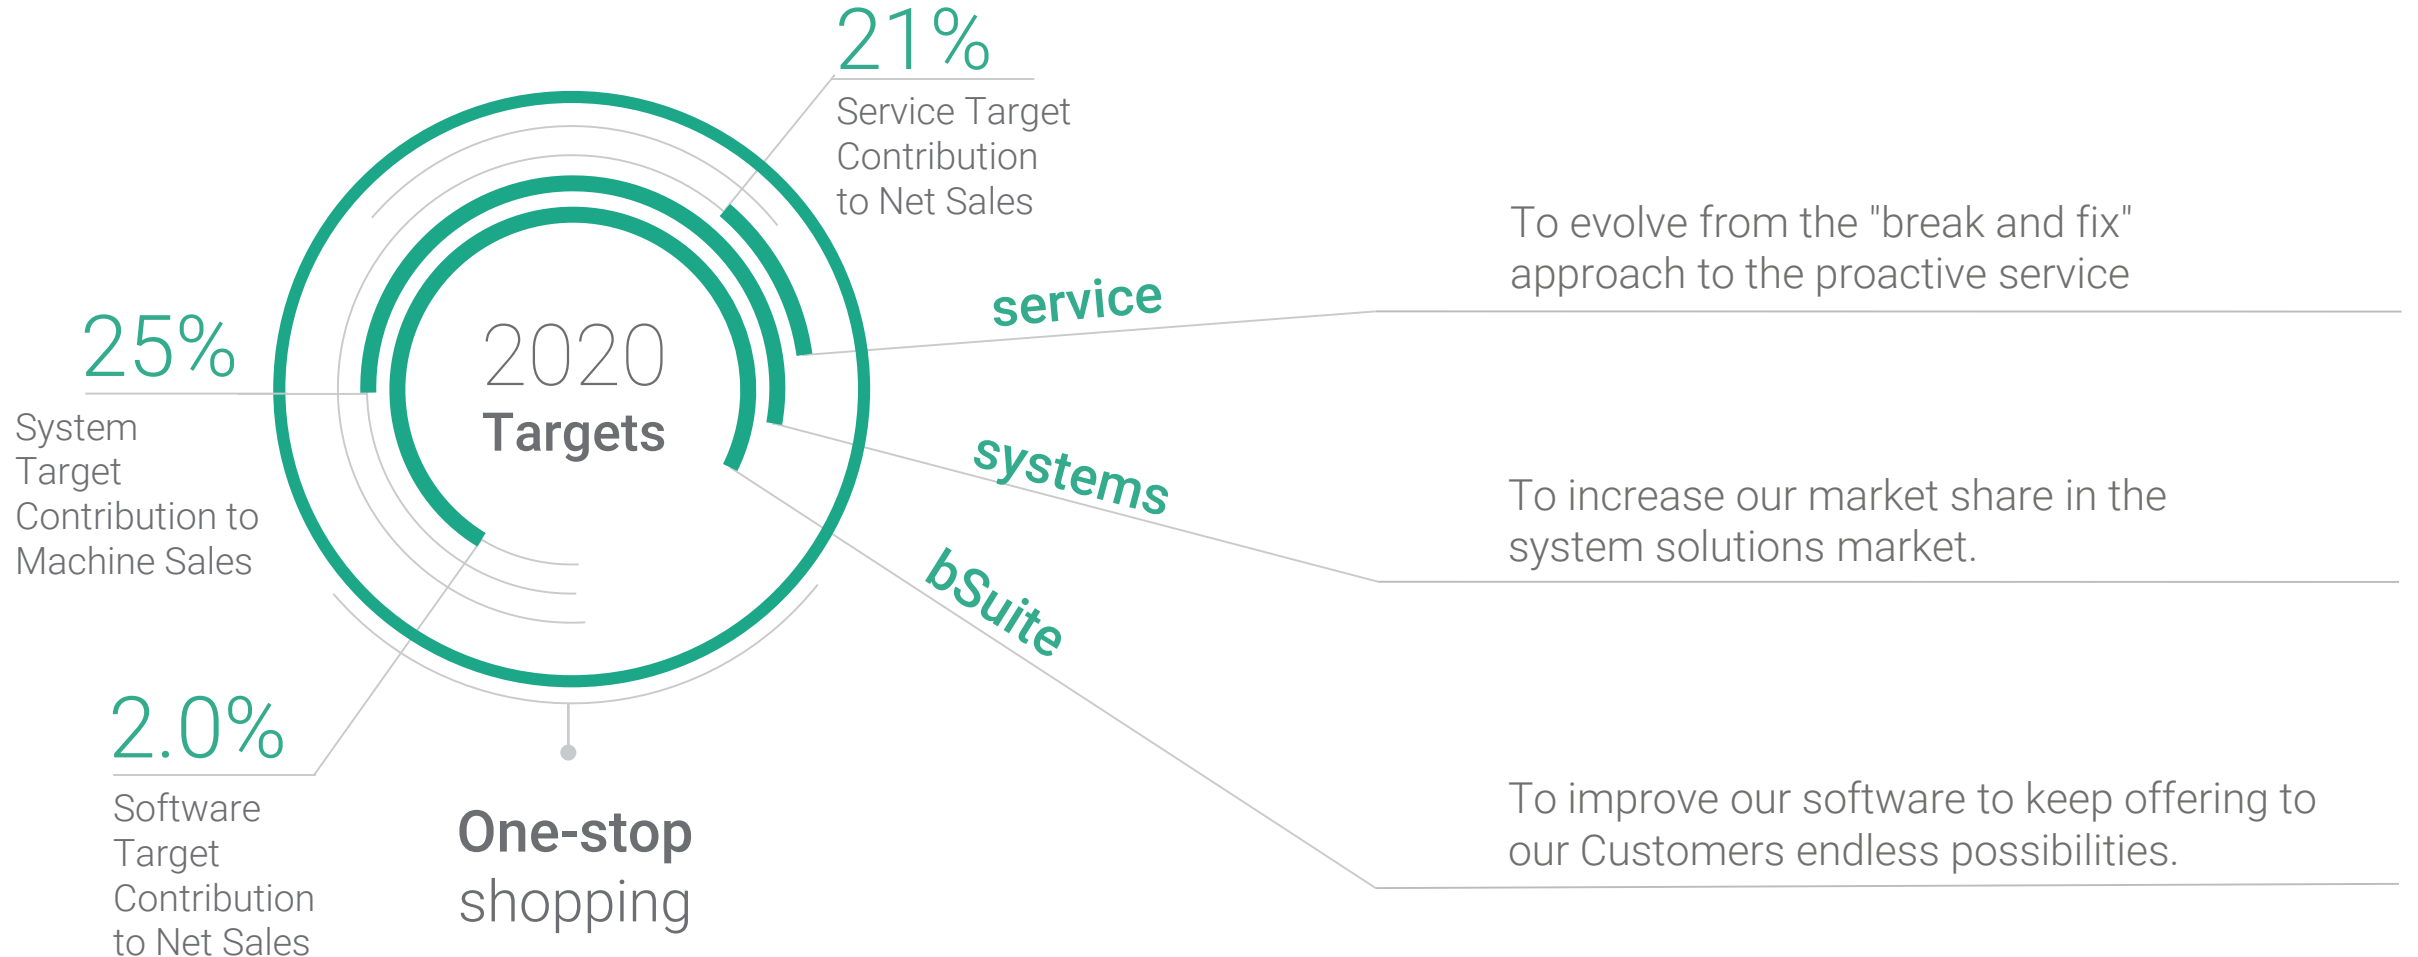 21%
Service Target
Contribution
to Net Sales
25%
System
Target
Contribution to
Machine Sales
2.0%
Software
Target
Contribution
to Net Sales
2020
Targets
One-stop
shopping
service
To evolve from the "break and fix"
approach to the proactive service
systems
To increase our market share in the
system solutions market.
bSuite
To improve our software to keep offering to
our Customers endless possibilities.